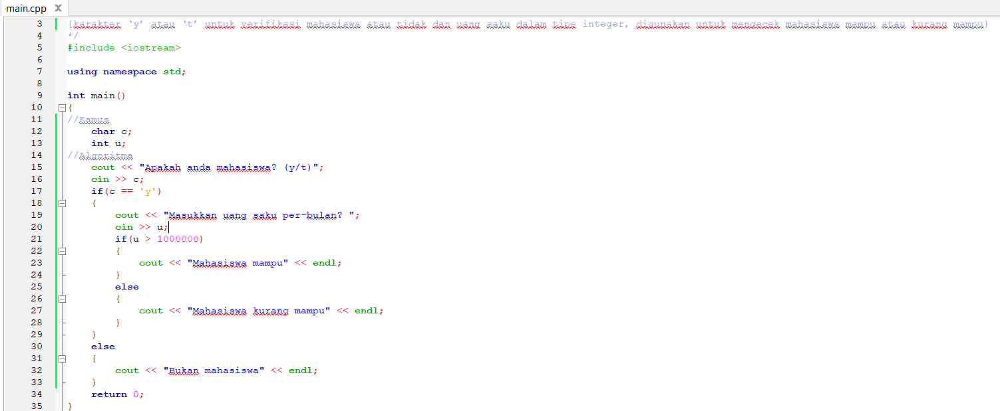 main.cpp X
3 {karakter ‘y’ atau ‘t’ untuk verifikasi mahasiswa atau tidak dan uang saku dalam tipe integer, digunakan untuk mengecek mahasiswa mampu atau kurang mampu}
4 */
5 #include <iostream>
6
7 using namespace std;
8
9 int main()
10 {
11 //Kamus
12 char c;
13 int u;
14 //Algoritma
15 cout << "Apakah anda mahasiswa? (y/t)";
16 cin >> c;
17 if(c == 'y')
18 {
19 cout << "Masukkan uang saku per-bulan? ";
20 cin >> u;
21 if(u > 1000000)
22 {
23 cout << "Mahasiswa mampu" << endl;
24 }
25 else
26 {
27 cout << "Mahasiswa kurang mampu" << endl;
28 }
29 }
30 else
31 {
32 cout << "Bukan mahasiswa" << endl;
33 }
34 return 0;
35 }